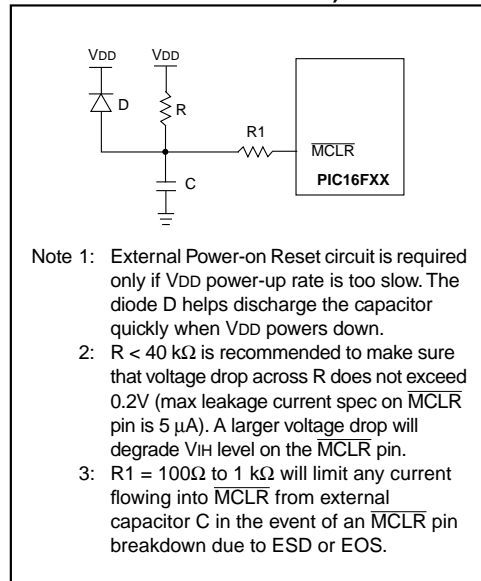 VDD VDD
D
R
R1
MCLR
C
PIC16FXX
Note 1: External Power-on Reset circuit is required
only if VDD power-up rate is too slow. The
diode D helps discharge the capacitor
quickly when VDD powers down.
2: R < 40 kΩ is recommended to make sure
that voltage drop across R does not exceed
0.2V (max leakage current spec on MCLR
pin is 5 μA). A larger voltage drop will
degrade VIH level on the MCLR pin.
3: R1 = 100Ω to 1 kΩ will limit any current
flowing into MCLR from external
capacitor C in the event of an MCLR pin
breakdown due to ESD or EOS.